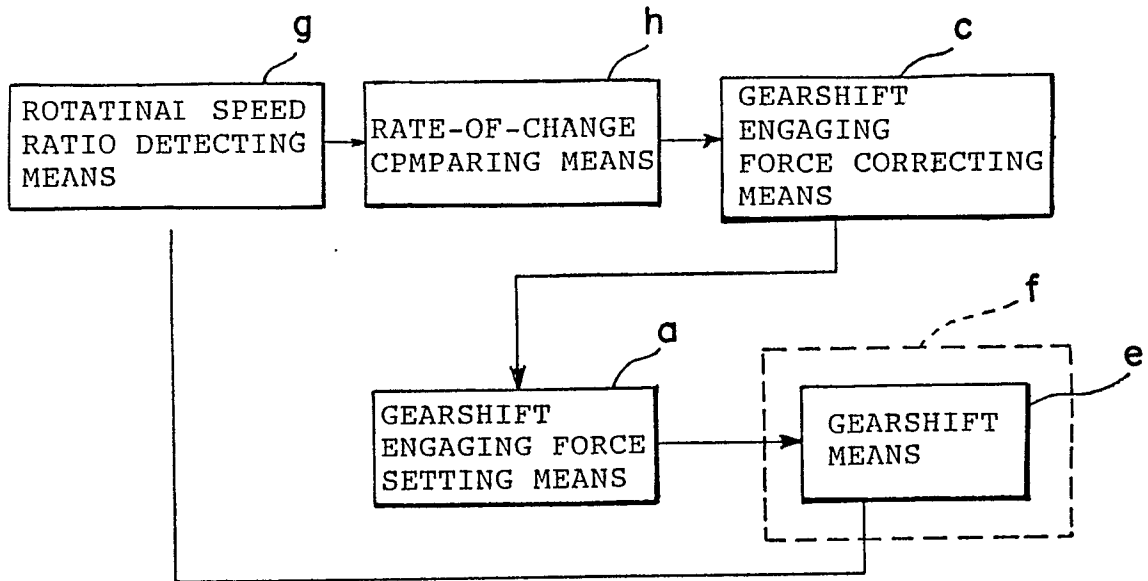 g
h
c
ROTATINAI SPEED
RATIO DETECTING
MEANS
RATE-OF-CHANGE
CPMPARING MEANS
GEARSHIFT
ENGAGING
FORCE CORRECTING
MEANS
a
f
e
GEARSHIFT
ENGAGING FORCE
SETTING MEANS
GEARSHIFT
MEANS